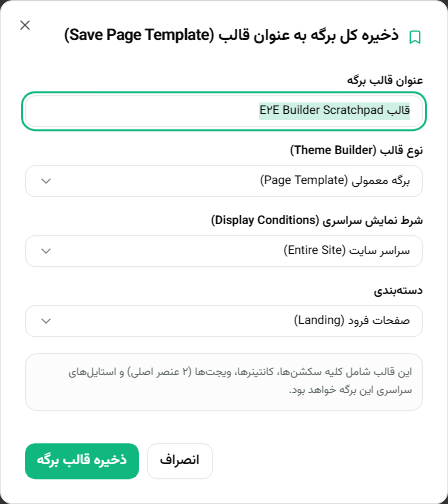 ذخیره کل برگه به عنوان قالب (Save Page Template)
عنوان قالب برگه
قالب E۲E Builder Scratchpad
نوع قالب (Theme Builder)
برگه معمولی (Page Template)
شرط نمایش سراسری (Display Conditions)
سراسر سایت (Entire Site)
دسته‌بندی
صفحات فرود (Landing)
این قالب شامل کلیه سکشن‌ها، کانتینرها، ویجت‌ها (۲ عنصر اصلی) و استایل‌های
سراسری این برگه خواهد بود.
انصراف
ذخیره قالب برگه